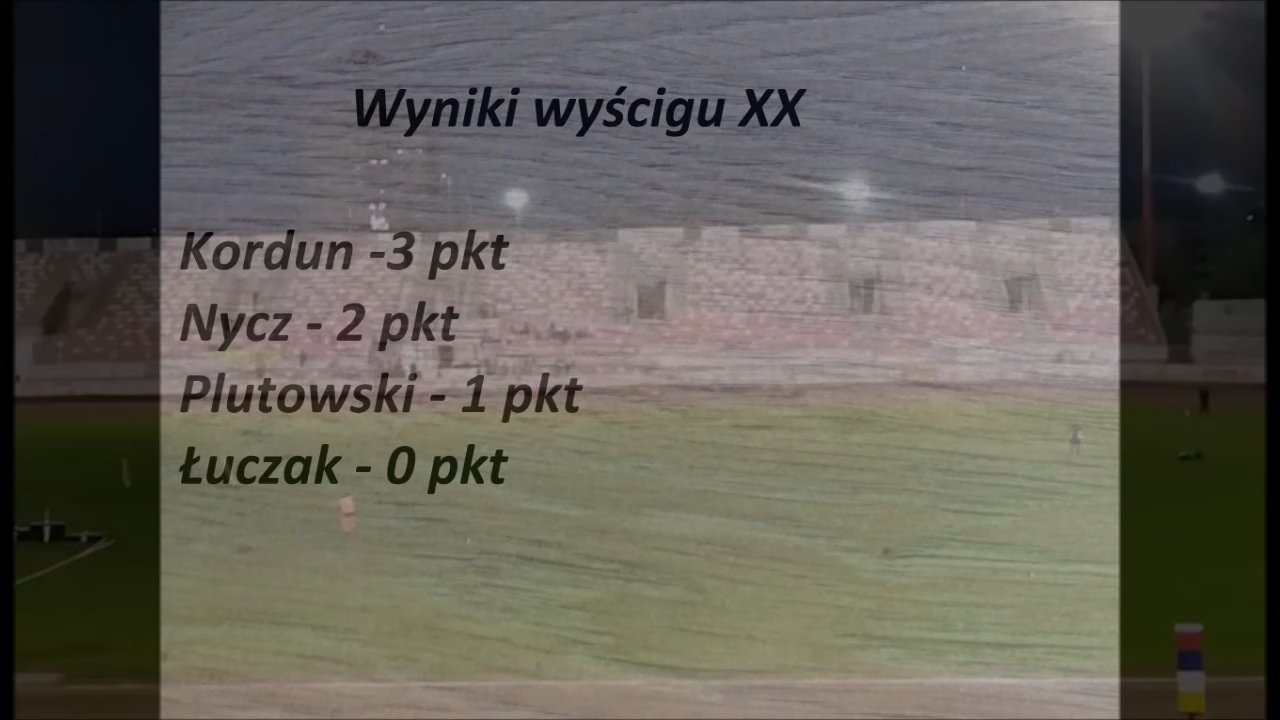 Wyniki wyścigu XX
Kordun -3 pkt
Nycz - 2 pkt
Plutowski - 1 pkt
Łuczak - 0 pkt